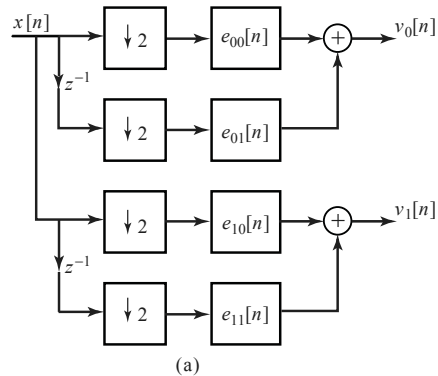 x[n]
↓ 2 e₀₀[n] + v₀[n]
z⁻¹
↓ 2 e₀₁[n]
↓ 2 e₁₀[n] + v₁[n]
z⁻¹
↓ 2 e₁₁[n]
(a)